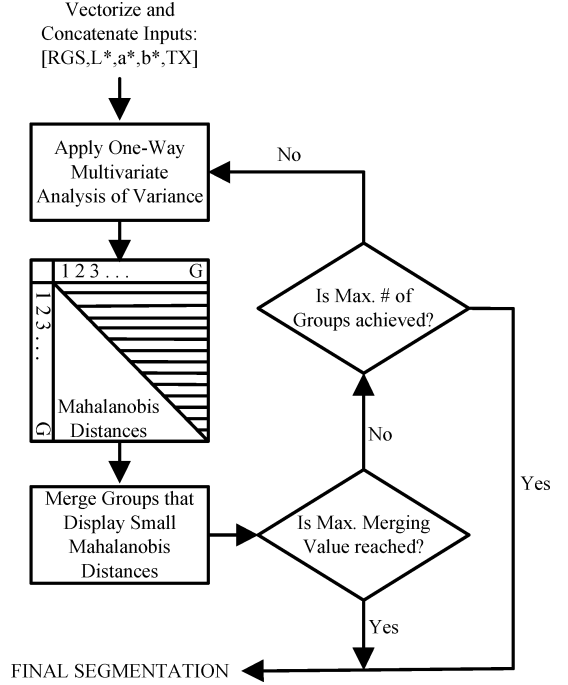 Vectorize and
Concatenate Inputs:
[RGS,L*,a*,b*,TX]
Apply One-Way
Multivariate
Analysis of Variance
No
1 2 3 . . . G
1 2 3 . . . G
Mahalanobis
Distances
Is Max. # of
Groups achieved?
No
Yes
Merge Groups that
Display Small
Mahalanobis
Distances
Is Max. Merging
Value reached?
Yes
FINAL SEGMENTATION